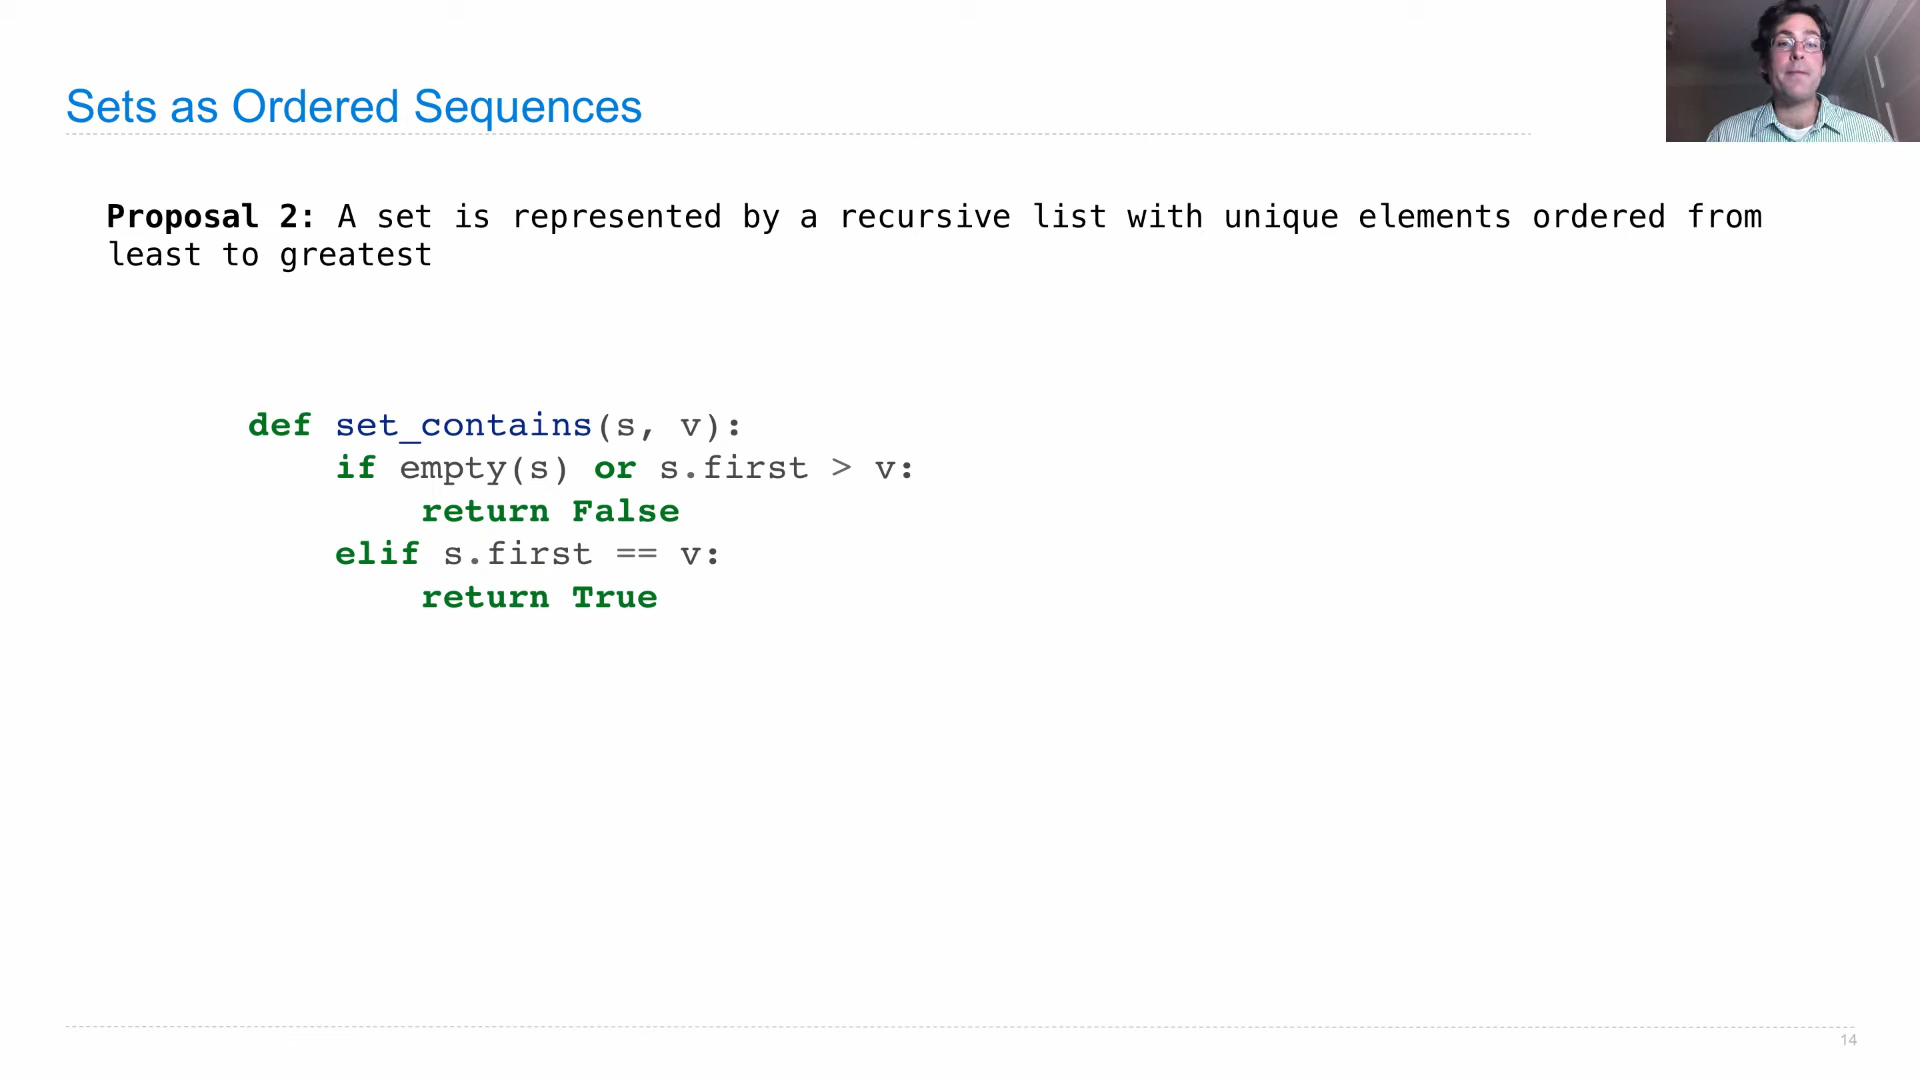 Sets as Ordered Sequences
Proposal 2: A set is represented by a recursive list with unique elements ordered from
least to greatest
def set_contains(s, v):
    if empty(s) or s.first > v:
        return False
    elif s.first == v:
        return True
14